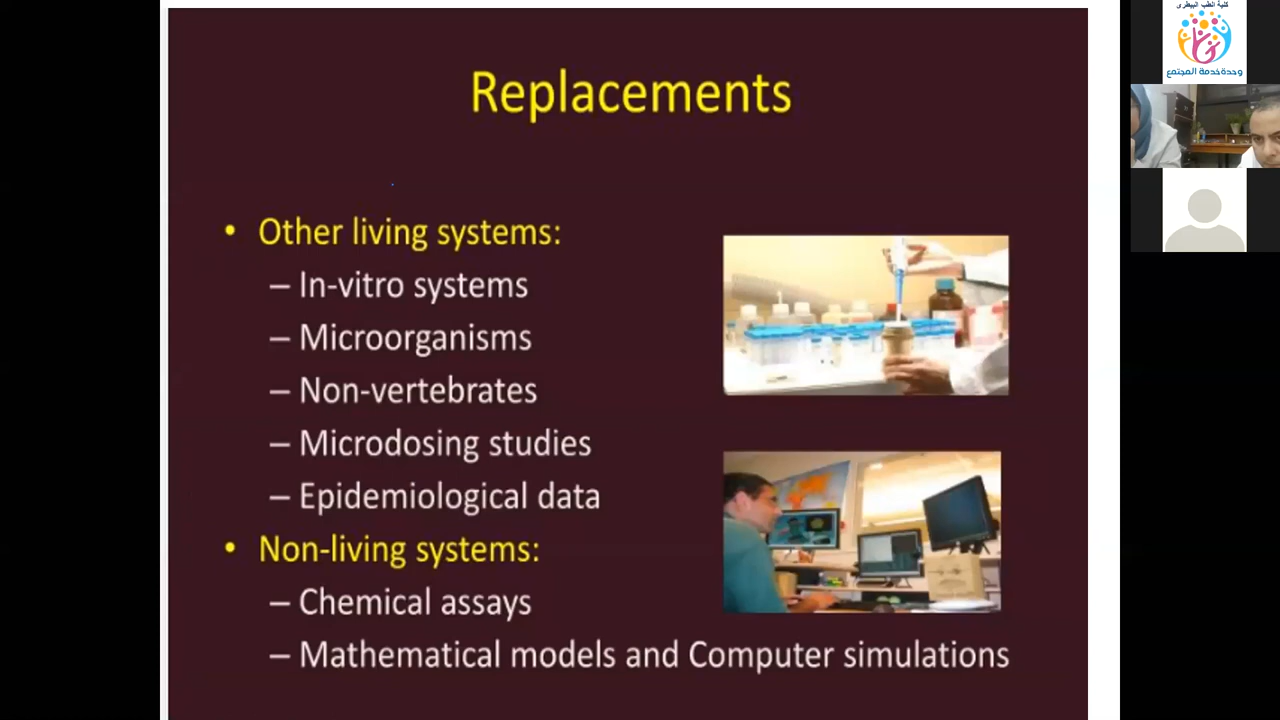 Replacements
• Other living systems:
– In-vitro systems
– Microorganisms
– Non-vertebrates
– Microdosing studies
– Epidemiological data
• Non-living systems:
– Chemical assays
– Mathematical models and Computer simulations
كلية الطب البيطرى
وحدة خدمة المجتمع